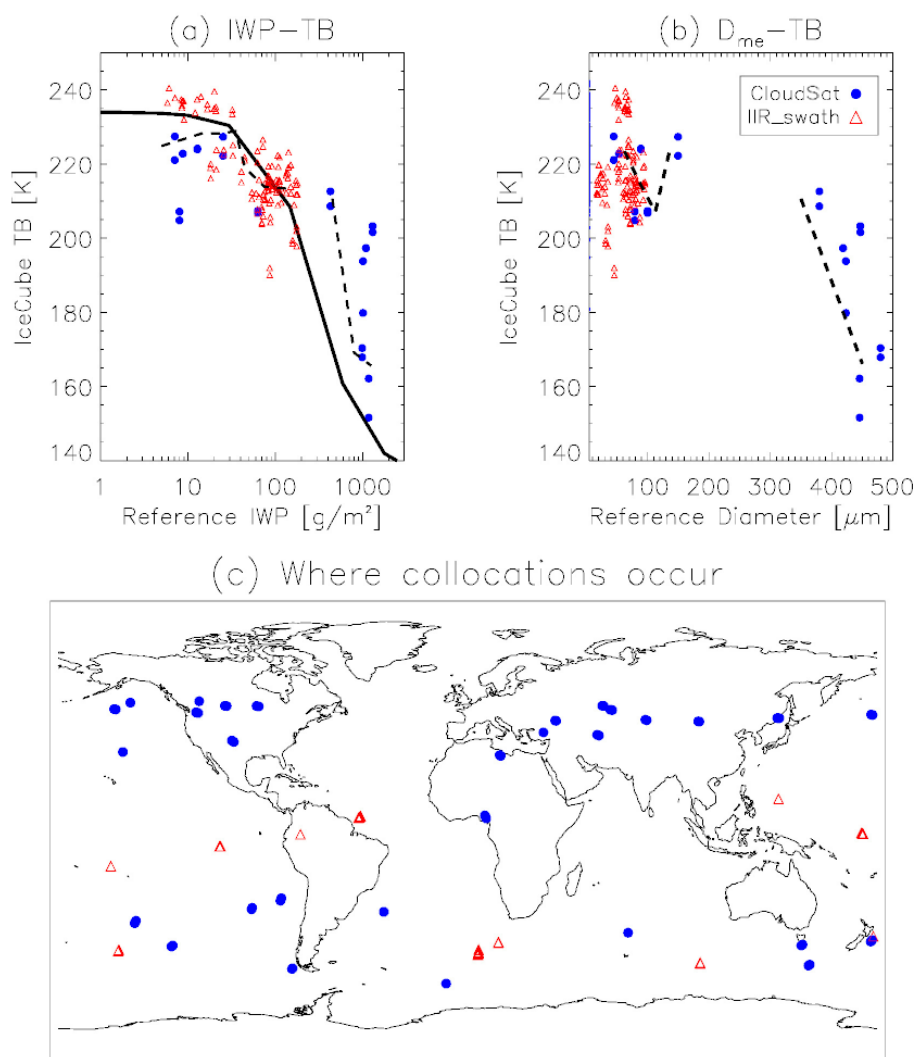 (a) IWP-TB
(b) Dme-TB
240
220
200
180
160
140
IceCube TB [K]
1
10
100
1000
Reference IWP [g/m²]
240
220
200
180
160
140
IceCube TB [K]
CloudSat
IIR_swath
100
200
300
400
500
Reference Diameter [μm]
(c) Where collocations occur